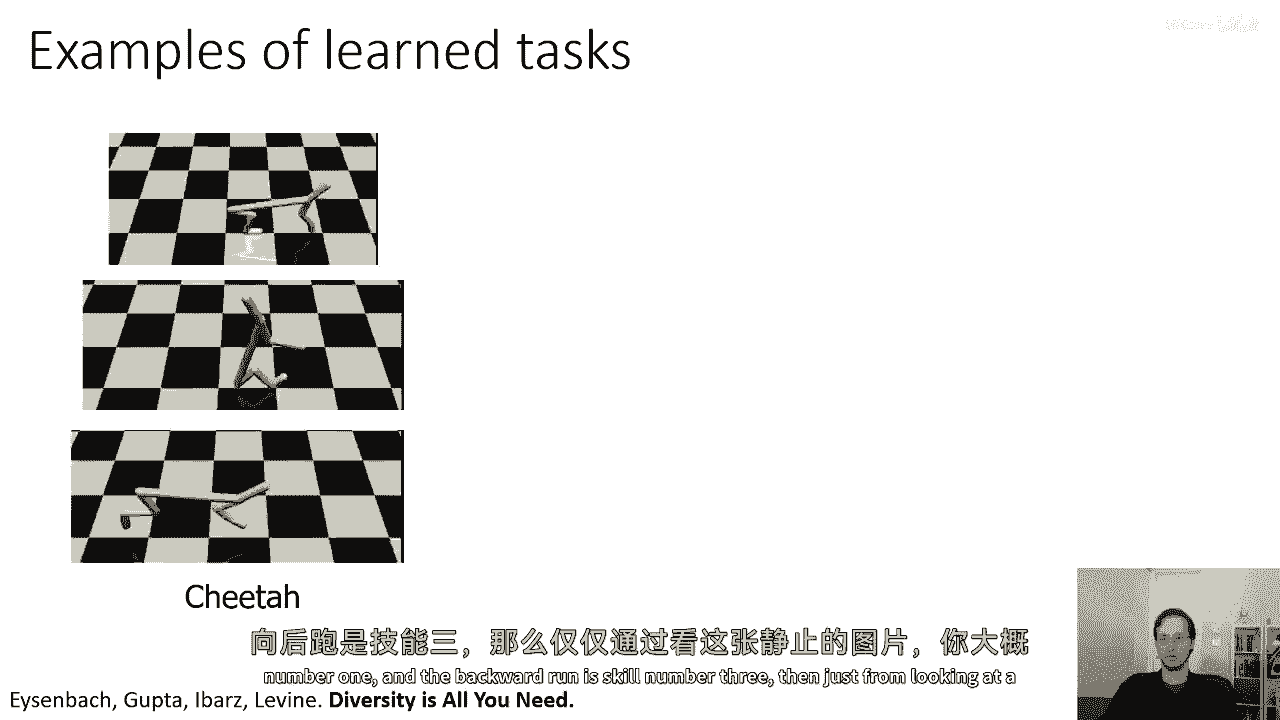 Examples of learned tasks
Cheetah
向后跑是技能三，那么仅仅通过看这张静止的图片，你大概
number one, and the backward run is skill number three, then just from looking at a
Eysenbach, Gupta, Ibarz, Levine. Diversity is All You Need.